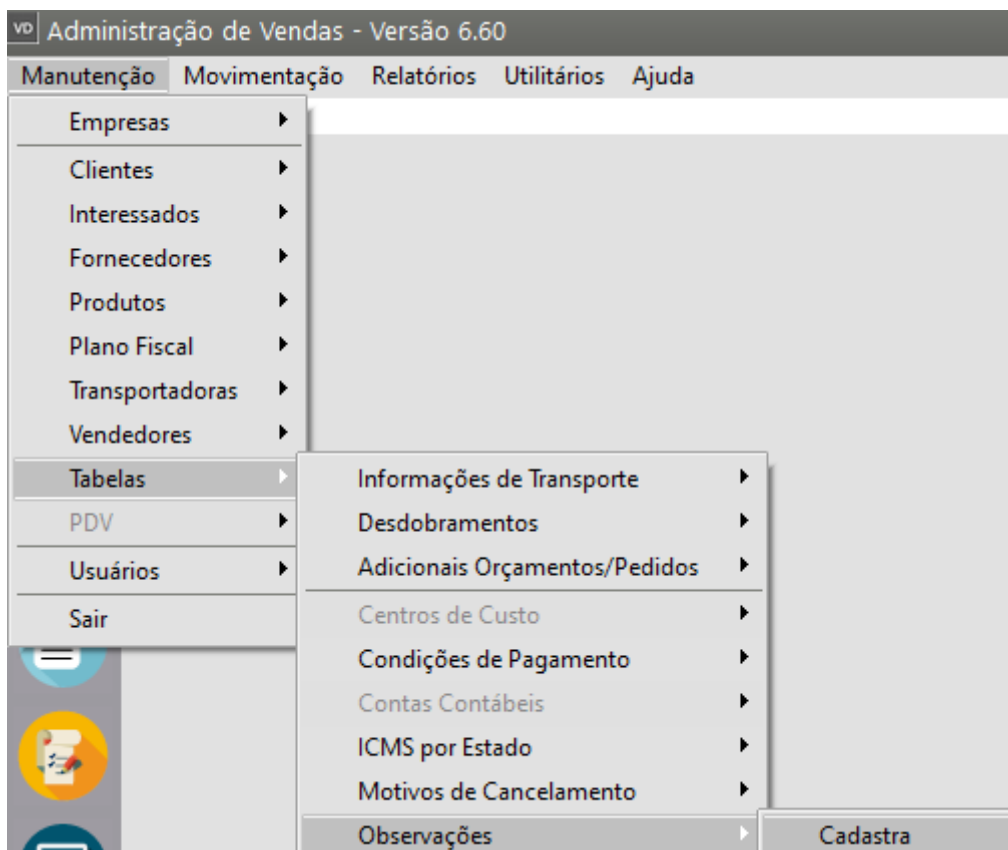 VD Administração de Vendas - Versão 6.60
Manutenção Movimentação Relatórios Utilitários Ajuda
Empresas
Clientes
Interessados
Fornecedores
Produtos
Plano Fiscal
Transportadoras
Vendedores
Tabelas
PDV
Usuários
Sair
Informações de Transporte
Desdobramentos
Adicionais Orçamentos/Pedidos
Centros de Custo
Condições de Pagamento
Contas Contábeis
ICMS por Estado
Motivos de Cancelamento
Observações
Cadastra